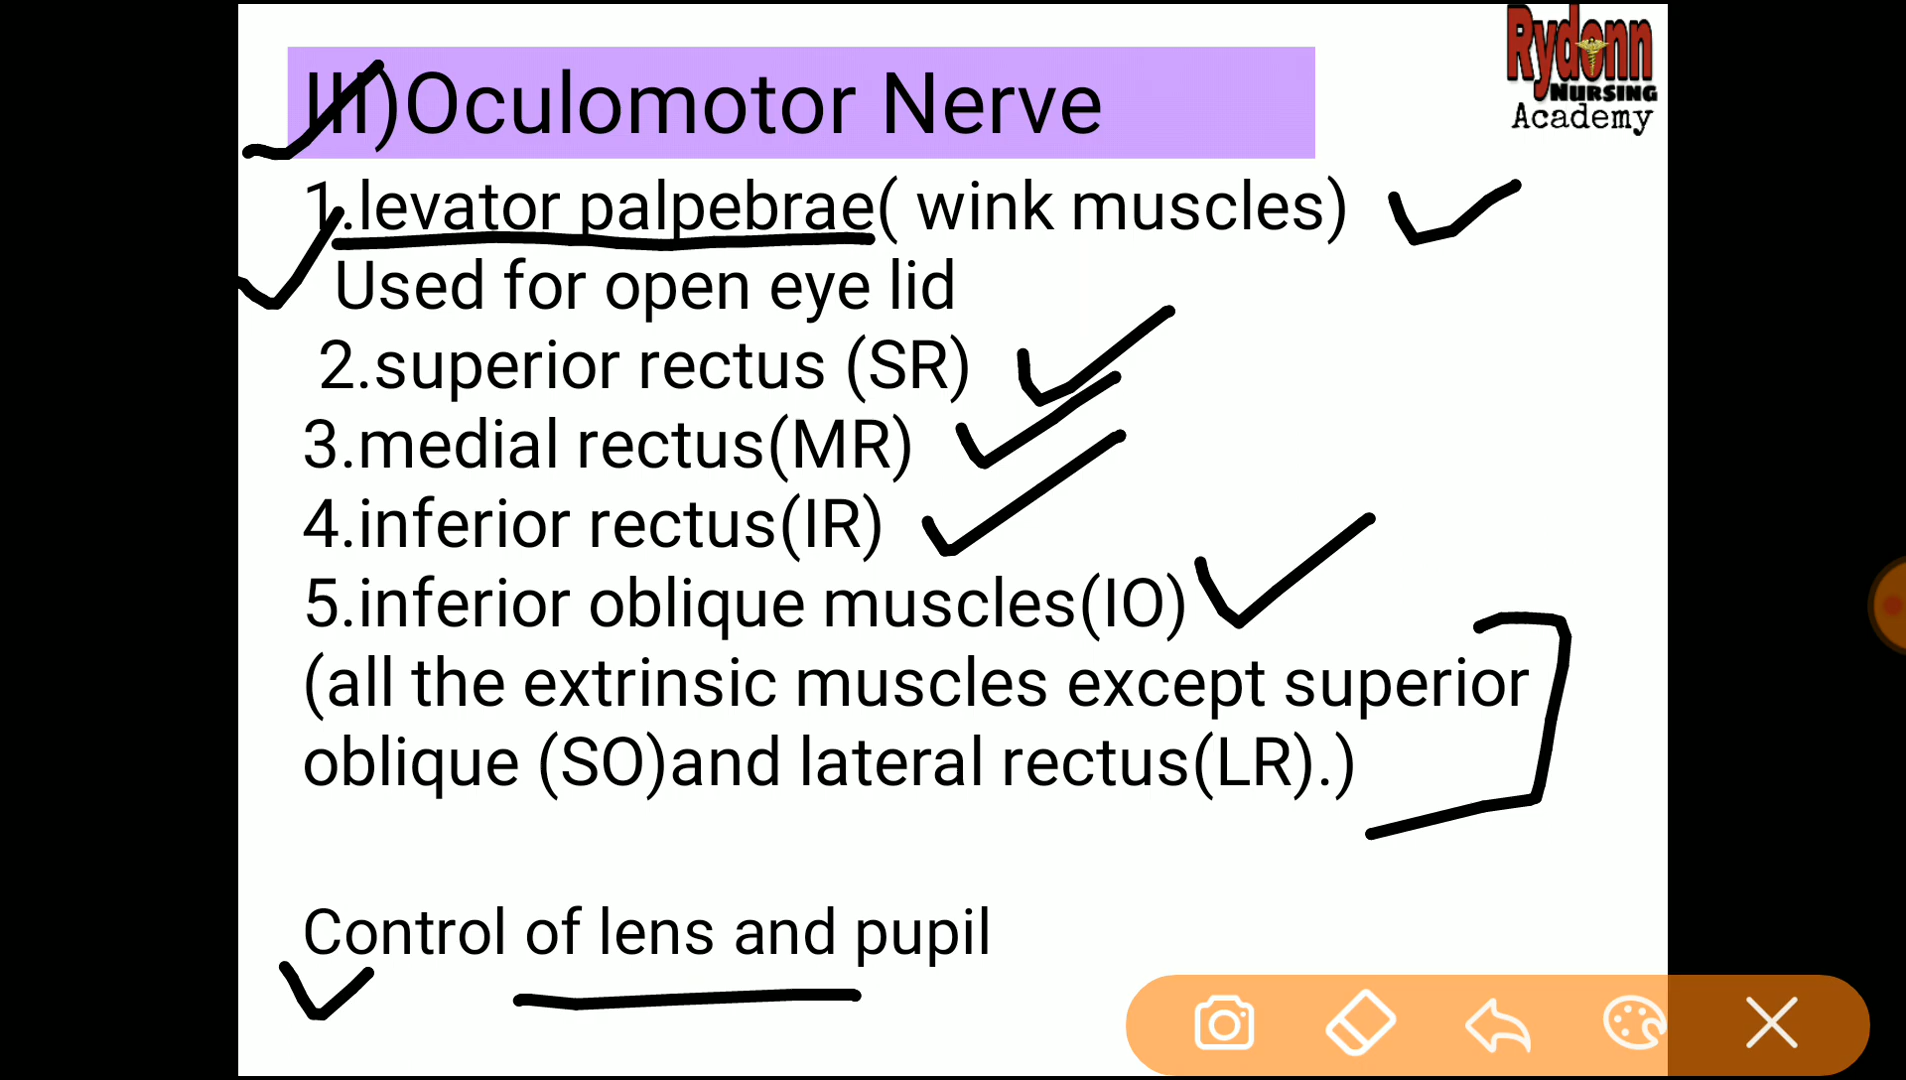 Rydonn
NURSING
Academy
III)Oculomotor Nerve
1.levator palpebrae( wink muscles)
Used for open eye lid
2.superior rectus (SR)
3.medial rectus(MR)
4.inferior rectus(IR)
5.inferior oblique muscles(IO)
(all the extrinsic muscles except superior
oblique (SO)and lateral rectus(LR).)
Control of lens and pupil